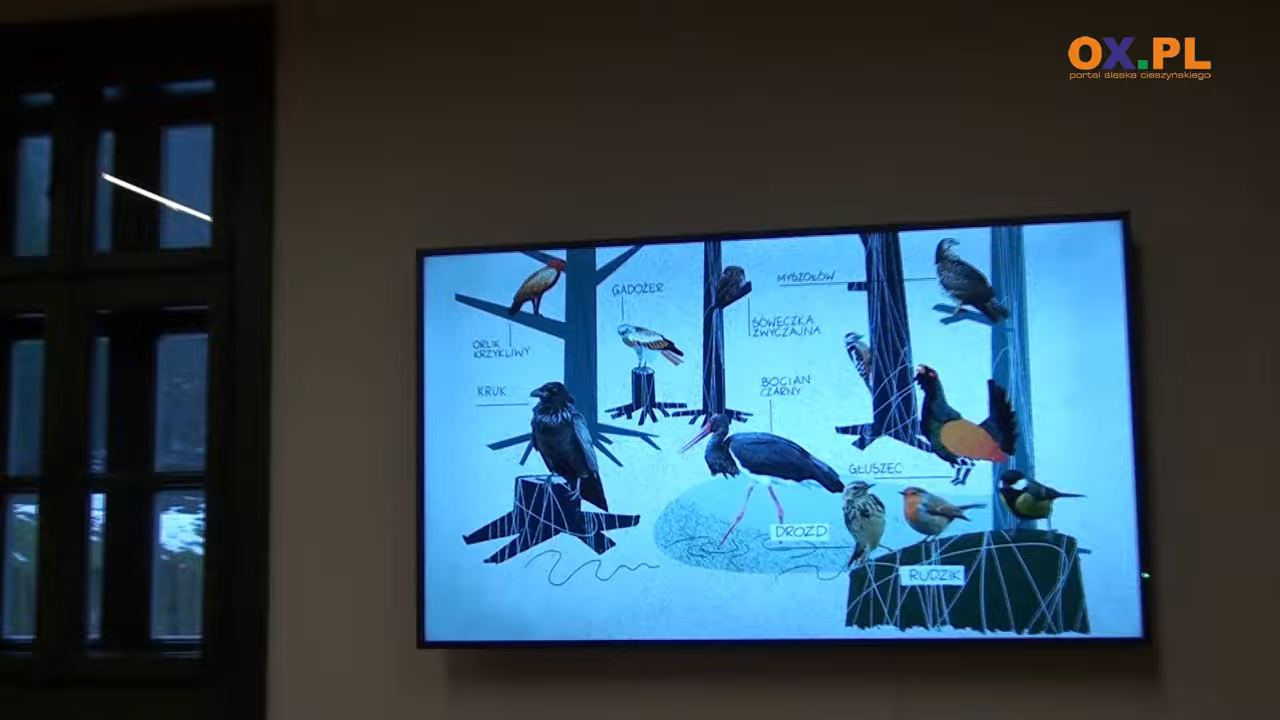 OX.PL
portal śląska cieszyńskiego
MYSZOŁÓW
GADOŻER
SÓWECZKA
ZWYCZAJNA
ORLIK
KRZYKLIWY
KRUK
BOCIAN
CZARNY
GŁUSZEC
DROZD
RUDZIK